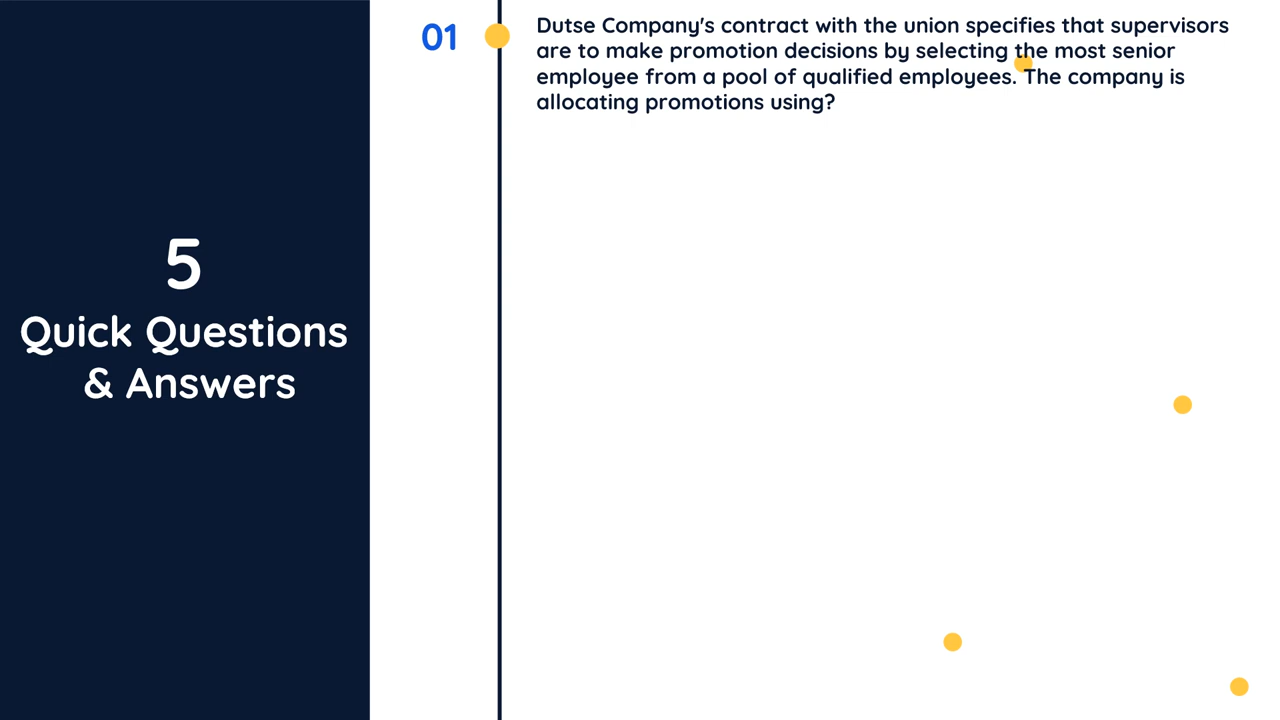 5
Quick Questions
& Answers
01
Dutse Company's contract with the union specifies that supervisors
are to make promotion decisions by selecting the most senior
employee from a pool of qualified employees. The company is
allocating promotions using?